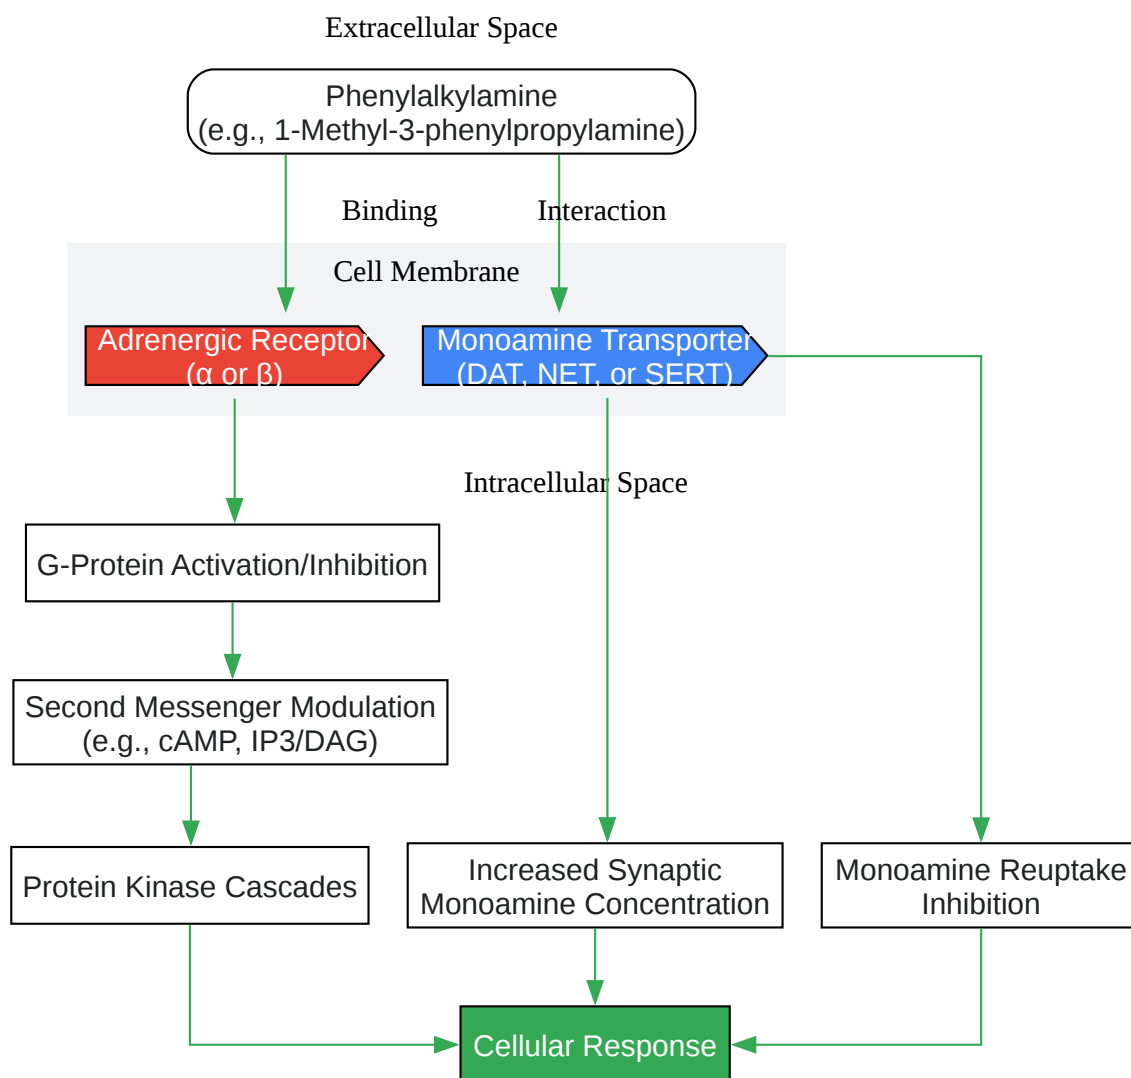 Extracellular Space
Phenylalkylamine
(e.g., 1-Methyl-3-phenylpropylamine)
Binding
Interaction
Cell Membrane
Adrenergic Receptor
(α or β)
Monoamine Transporter
(DAT, NET, or SERT)
Intracellular Space
G-Protein Activation/Inhibition
Second Messenger Modulation
(e.g., cAMP, IP3/DAG)
Protein Kinase Cascades
Increased Synaptic
Monoamine Concentration
Monoamine Reuptake
Inhibition
Cellular Response